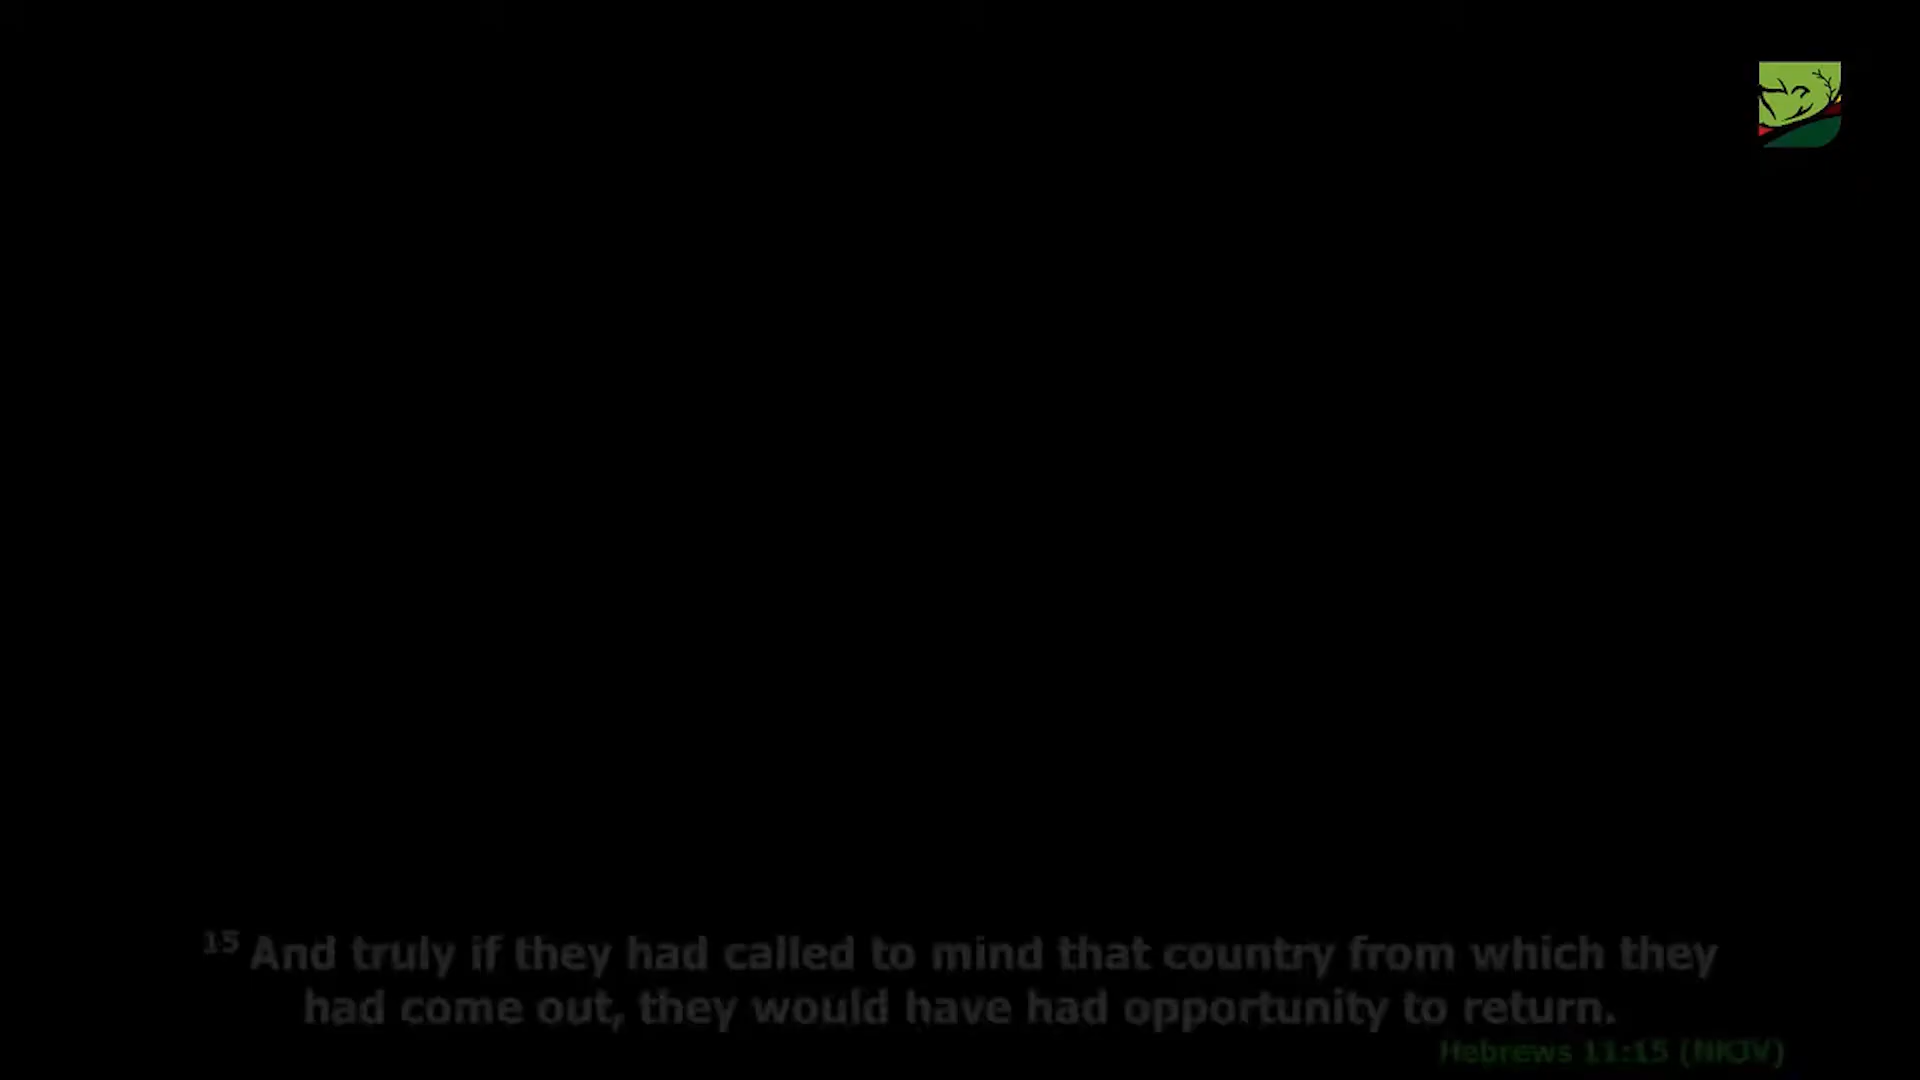 15 And truly if they had called to mind that country from which they
had come out, they would have had opportunity to return.
Hebrews 11:15 (NKJV)